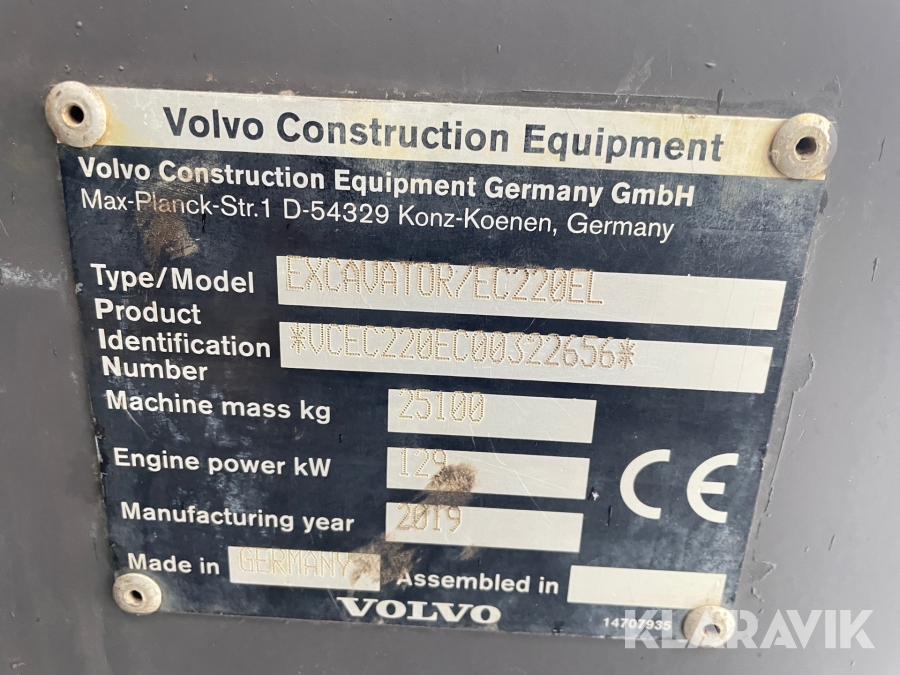 Volvo Construction Equipment
Volvo Construction Equipment Germany GmbH
Max-Planck-Str.1 D-54329 Konz-Koenen, Germany
Type/Model EXCAVATOR/EC220EL
Product
Identification *VCEC220EC00322656*
Number
Machine mass kg 25100
Engine power kW 129
Manufacturing year 2019
Made in GERMANY Assembled in
CE
VOLVO
14707935
KLARAVIK